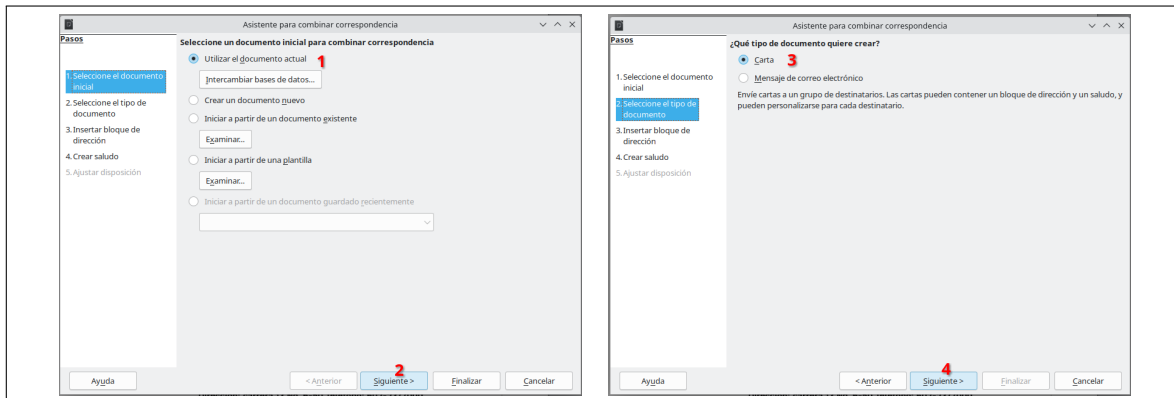 Asistente para combinar correspondencia
Pasos
1. Seleccione el documento
inicial
2. Seleccione el tipo de
documento
3. Insertar bloque de
dirección
4. Crear saludo
5. Ajustar disposición
Seleccione un documento inicial para combinar correspondencia
Utilizar el documento actual 1
Intercambiar bases de datos...
Crear un documento nuevo
Iniciar a partir de un documento existente
Examinar...
Iniciar a partir de una plantilla
Examinar...
Iniciar a partir de un documento guardado recientemente
2
Ayuda < Anterior Siguiente > Finalizar Cancelar
Asistente para combinar correspondencia
Pasos
1. Seleccione el documento
inicial
2. Seleccione el tipo de
documento
3. Insertar bloque de
dirección
4. Crear saludo
5. Ajustar disposición
¿Qué tipo de documento quiere crear?
Carta 3
Mensaje de correo electrónico
Envíe cartas a un grupo de destinatarios. Las cartas pueden contener un bloque de dirección y un saludo, y
pueden personalizarse para cada destinatario.
4
Ayuda < Anterior Siguiente > Finalizar Cancelar